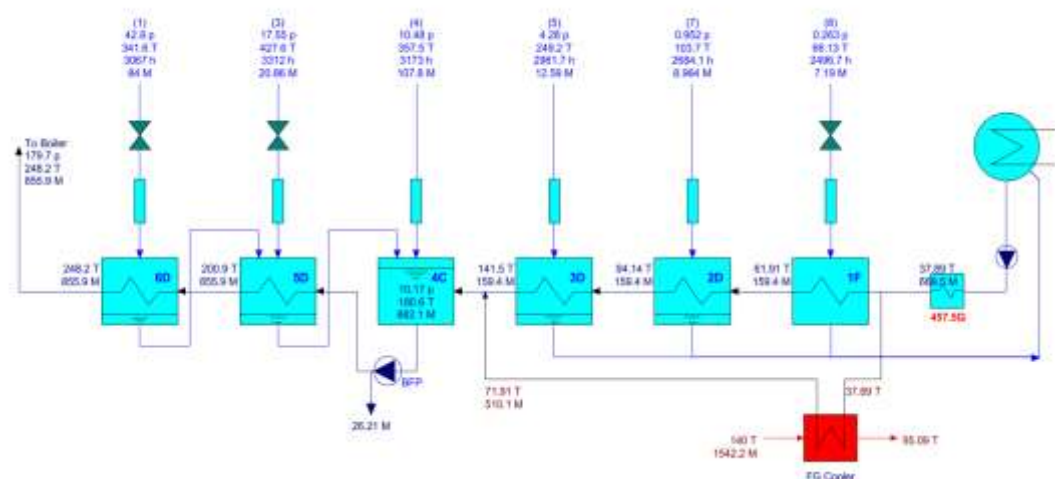 (1)
42.8 p
341.6 T
3067 h
84 M
(3)
17.55 p
427.6 T
3312 h
20.86 M
(4)
10.48 p
357.5 T
3173 h
107.8 M
(5)
4.28 p
249.2 T
2961.7 h
12.59 M
(7)
0.952 p
103.7 T
2684.1 h
8.964 M
(8)
0.263 p
66.13 T
2496.7 h
7.19 M
To Boiler
179.7 p
248.2 T
855.9 M
248.2 T
855.9 M
6D
200.9 T
855.9 M
5D
4C
10.17 p
180.6 T
882.1 M
141.5 T
159.4 M
3D
94.14 T
159.4 M
2D
61.91 T
159.4 M
1F
37.89 T
669.5 M
457.5G
BFP
26.21 M
71.91 T
510.1 M
37.89 T
140 T
1542.2 M
95.09 T
FG Cooler